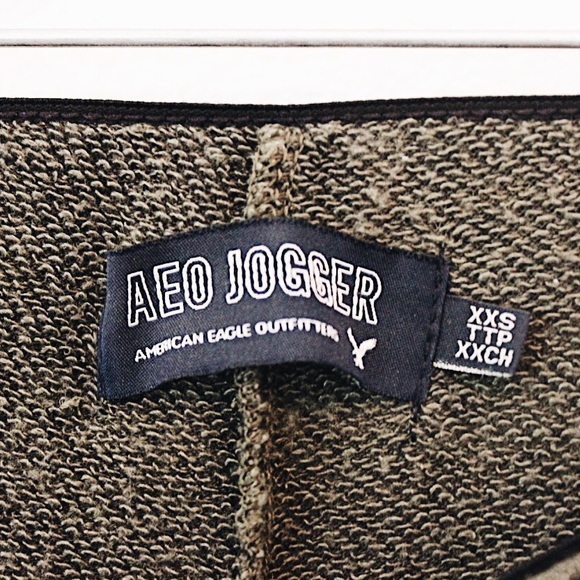 AEO JOGGER
AMERICAN EAGLE OUTFITTERS
XXS
TTP
XXCH